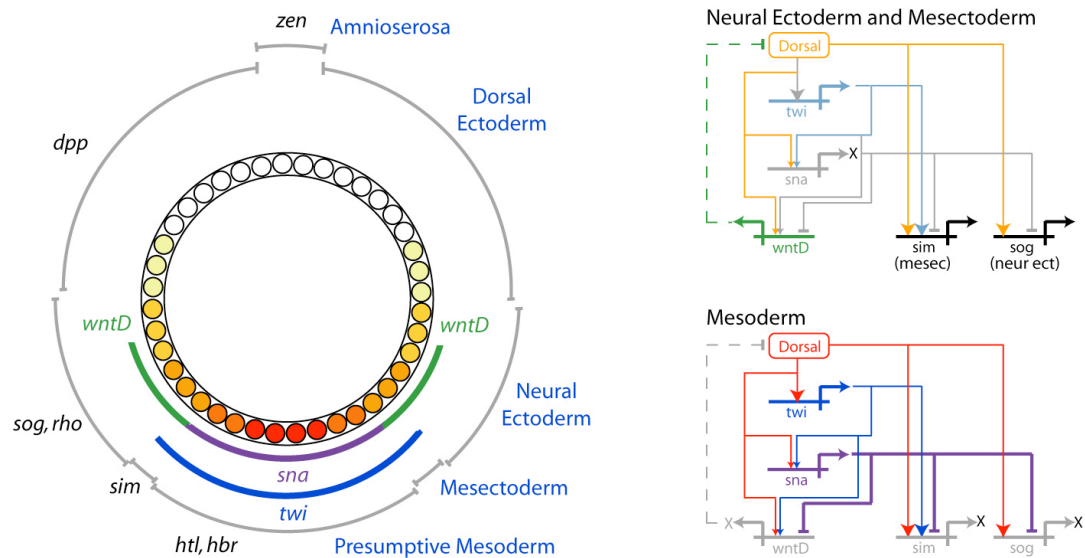 zen
Amnioserosa
Dorsal
Ectoderm
dpp
wntD
wntD
Neural
Ectoderm
sog, rho
sna
sim
Mesectoderm
twi
htl, hbr
Presumptive Mesoderm
Neural Ectoderm and Mesectoderm
Dorsal
twi
X
sna
wntD
sim
(mesec)
sog
(neur ect)
Mesoderm
Dorsal
twi
sna
X
X
X
wntD
sim
sog